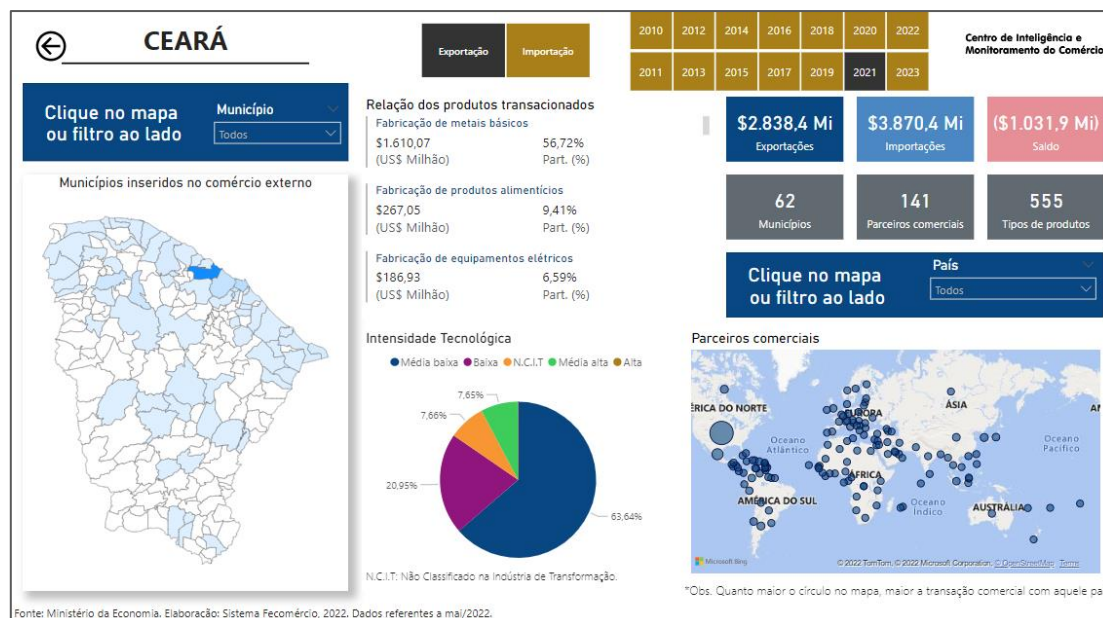 CEARÁ
Exportação
Importação
2010 2012 2014 2016 2018 2020 2022
2011 2013 2015 2017 2019 2021 2023
Centro de Inteligência e
Monitoramento do Comércio
Clique no mapa
ou filtro ao lado
Município
Todos
Municípios inseridos no comércio externo
Relação dos produtos transacionados
Fabricação de metais básicos
$1.610,07 56,72%
(US$ Milhão) Part. (%)
Fabricação de produtos alimentícios
$267,05 9,41%
(US$ Milhão) Part. (%)
Fabricação de equipamentos elétricos
$186,93 6,59%
(US$ Milhão) Part. (%)
Intensidade Tecnológica
Média baixa Baixa N.C.I.T Média alta Alta
7,65%
7,66%
20,95%
63,64%
N.C.I.T: Não Classificado na Indústria de Transformação.
$2.838,4 Mi
Exportações
$3.870,4 Mi
Importações
($1.031,9 Mi)
Saldo
62
Municípios
141
Parceiros comerciais
555
Tipos de produtos
Clique no mapa
ou filtro ao lado
País
Todos
Parceiros comerciais
ÉRICA DO NORTE
EUROPA
ÁSIA
AN
Oceano
Atlântico
Oceano
Pacífico
ÁFRICA
AMÉRICA DO SUL
Oceano
Índico
AUSTRÁLIA
Microsoft Bing
© 2022 TomTom, © 2022 Microsoft Corporation, © OpenStreetMap Terms
*Obs. Quanto maior o círculo no mapa, maior a transação comercial com aquele pa
Fonte: Ministério da Economia. Elaboração: Sistema Fecomércio, 2022. Dados referentes a mai/2022.